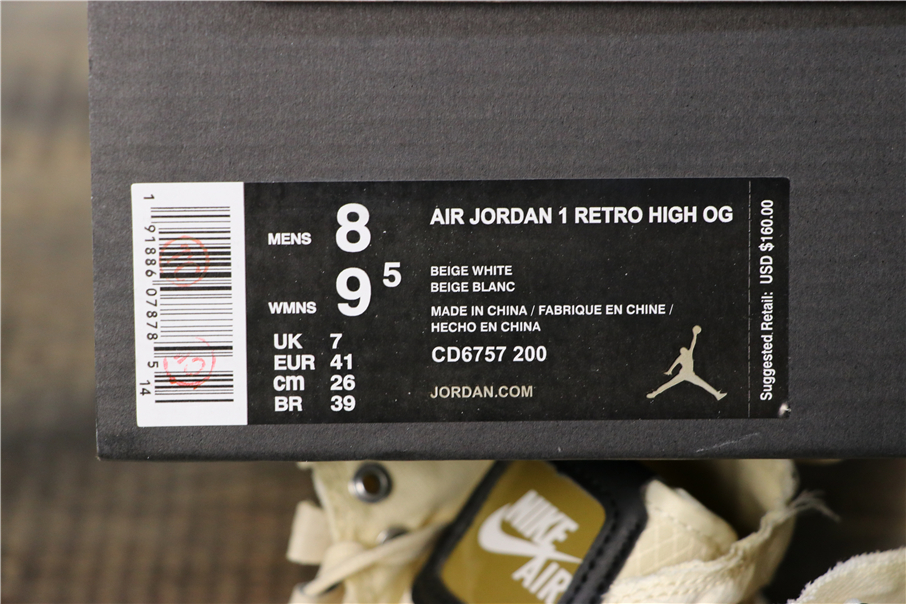 1 91886 07878 5 14
MENS 8
WMNS 9 5
UK 7
EUR 41
cm 26
BR 39
AIR JORDAN 1 RETRO HIGH OG
BEIGE WHITE
BEIGE BLANC
MADE IN CHINA / FABRIQUE EN CHINE /
HECHO EN CHINA
CD6757 200
JORDAN.COM
Suggested Retail: USD $160.00
NIKE
AIR